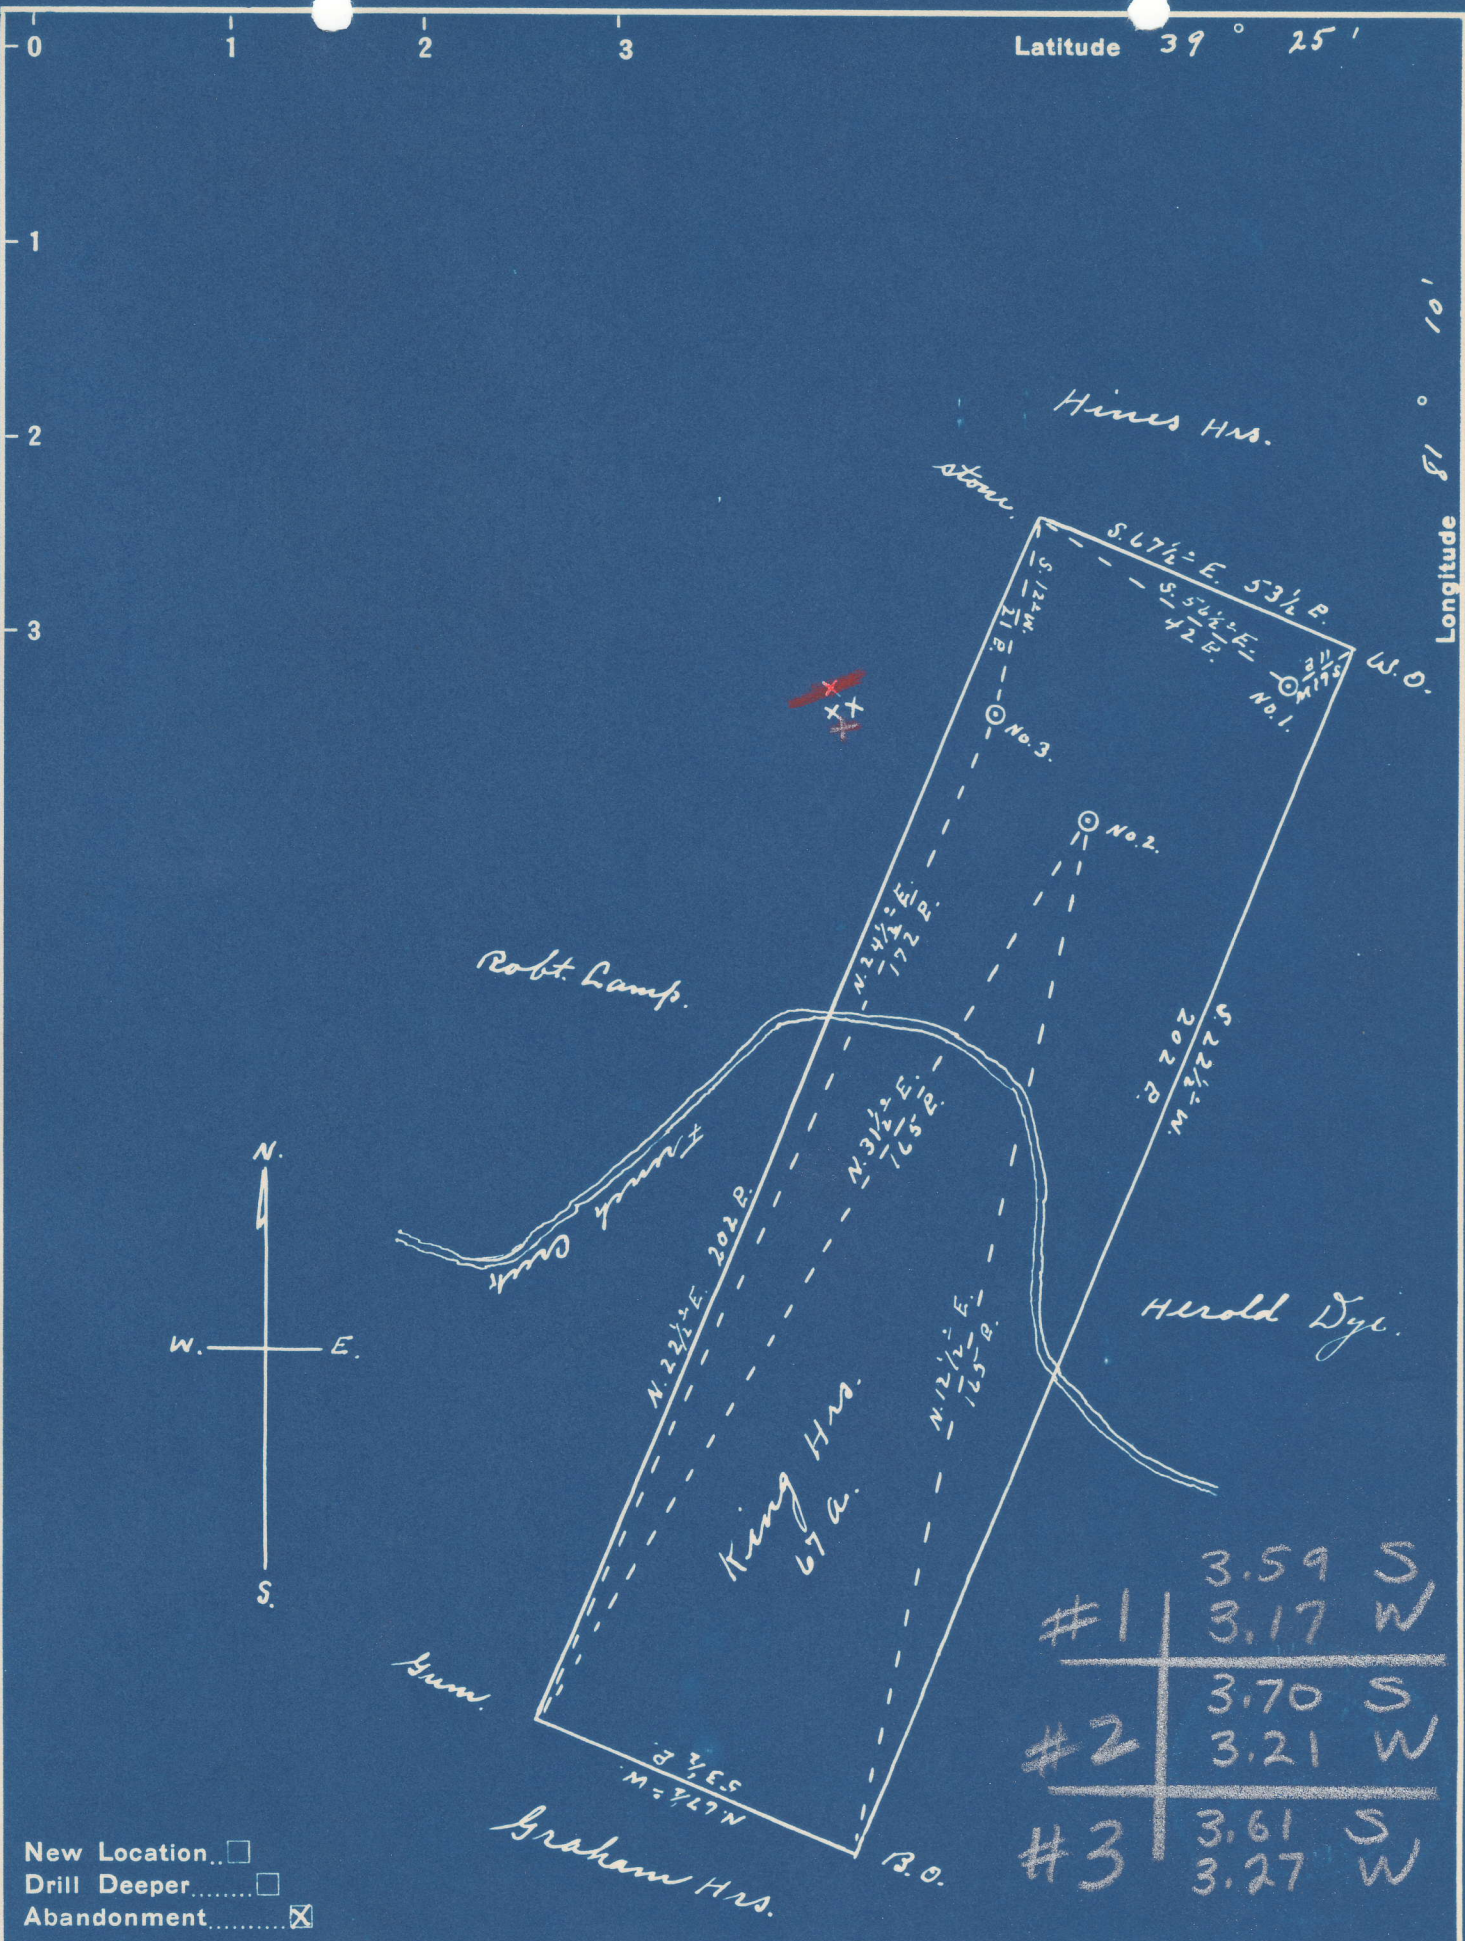 0 1 2 3 Latitude 39 ° 25 '
1
2
3
Longitude 81 ° 10 '
Hines Hrs.
stone.
S. 67½° E. 53½ P.
S. 56½° E.
42 P.
S. 12° W.
21 P.
S 61 W
11 P
W. O.
No. 1.
No. 3.
No. 2.
N. 24½° E.
172 P.
Robt. Lamp.
S. 22½° W.
202 P.
N. 31½° E.
165 P.
French Creek
N. 22½° E. 202 P.
N. 12½° E.
165 P.
Herold Dye.
N.
W. E.
S.
King Hrs.
67 a.
Gum.
N. 67½° W.
53½ P.
Graham Hrs.
B. O.
#1 3.59 S
3.17 W
#2 3.70 S
3.21 W
#3 3.61 S
3.27 W
New Location..
Drill Deeper........
Abandonment.......... X